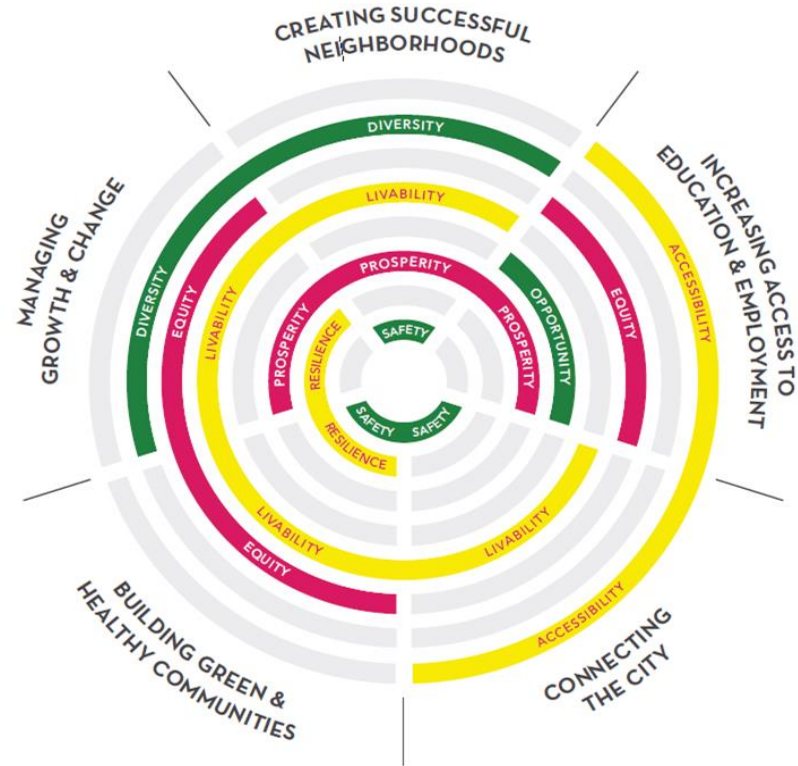 CREATING SUCCESSFUL
NEIGHBORHOODS
INCREASING ACCESS TO
EDUCATION & EMPLOYMENT
CONNECTING
THE CITY
BUILDING GREEN &
HEALTHY COMMUNITIES
MANAGING
GROWTH & CHANGE
DIVERSITY
LIVABILITY
PROSPERITY
SAFETY
ACCESSIBILITY
EQUITY
OPPORTUNITY
PROSPERITY
ACCESSIBILITY
LIVABILITY
SAFETY
EQUITY
LIVABILITY
RESILIENCE
SAFETY
DIVERSITY
EQUITY
LIVABILITY
PROSPERITY
RESILIENCE